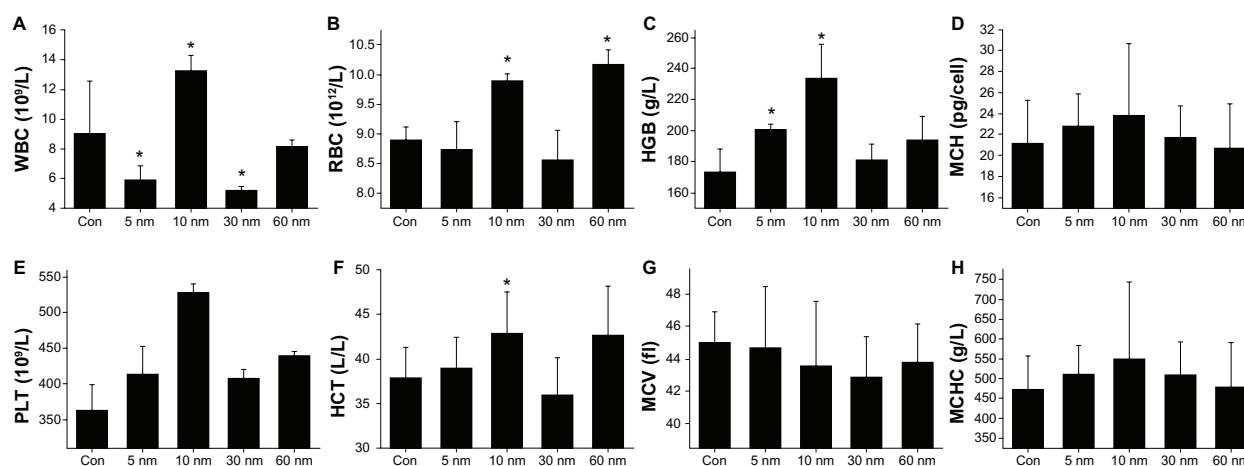 A
WBC (10⁹/L)
16
14
12
10
8
6
4
*
*
*
Con 5 nm 10 nm 30 nm 60 nm
B
RBC (10¹²/L)
10.5
10.0
9.5
9.0
8.5
8.0
*
*
Con 5 nm 10 nm 30 nm 60 nm
C
HGB (g/L)
260
240
220
200
180
160
*
*
Con 5 nm 10 nm 30 nm 60 nm
D
MCH (pg/cell)
32
30
28
26
24
22
20
18
16
Con 5 nm 10 nm 30 nm 60 nm
E
PLT (10⁹/L)
550
500
450
400
350
Con 5 nm 10 nm 30 nm 60 nm
F
HCT (L/L)
50
45
40
35
30
*
Con 5 nm 10 nm 30 nm 60 nm
G
MCV (fl)
48
46
44
42
40
Con 5 nm 10 nm 30 nm 60 nm
H
MCHC (g/L)
750
700
650
600
550
500
450
400
350
Con 5 nm 10 nm 30 nm 60 nm